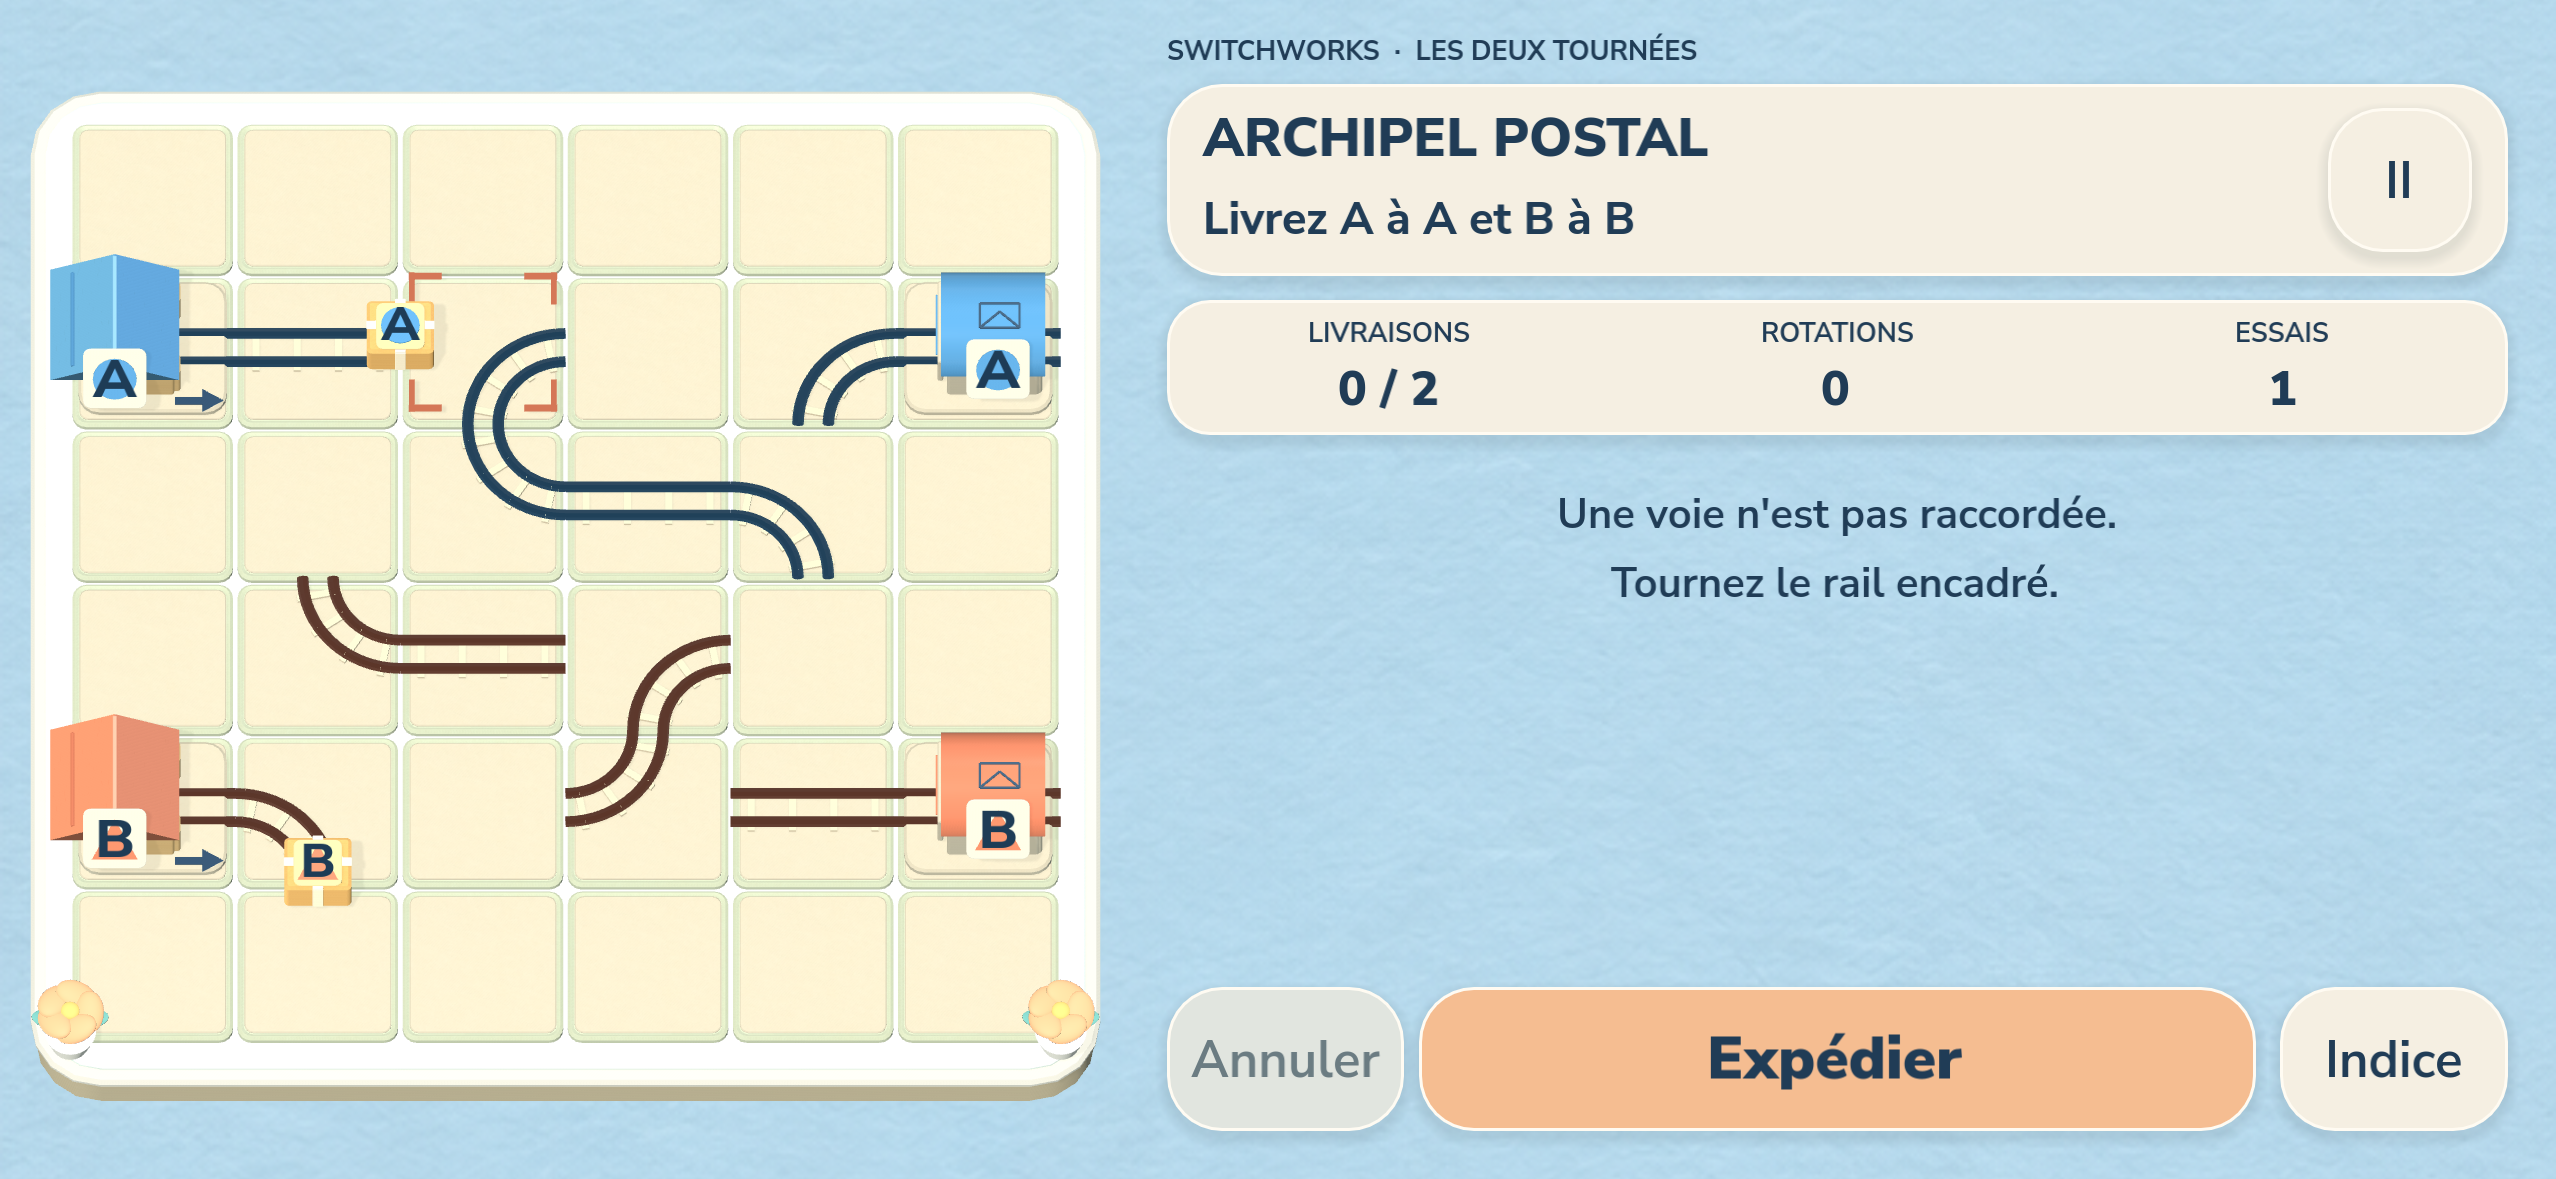 SWITCHWORKS · LES DEUX TOURNÉES
ARCHIPEL POSTAL
Livrez A à A et B à B
II
LIVRAISONS
0 / 2
ROTATIONS
0
ESSAIS
1
Une voie n'est pas raccordée.
Tournez le rail encadré.
A
A
A
B
B
B
Annuler
Expédier
Indice